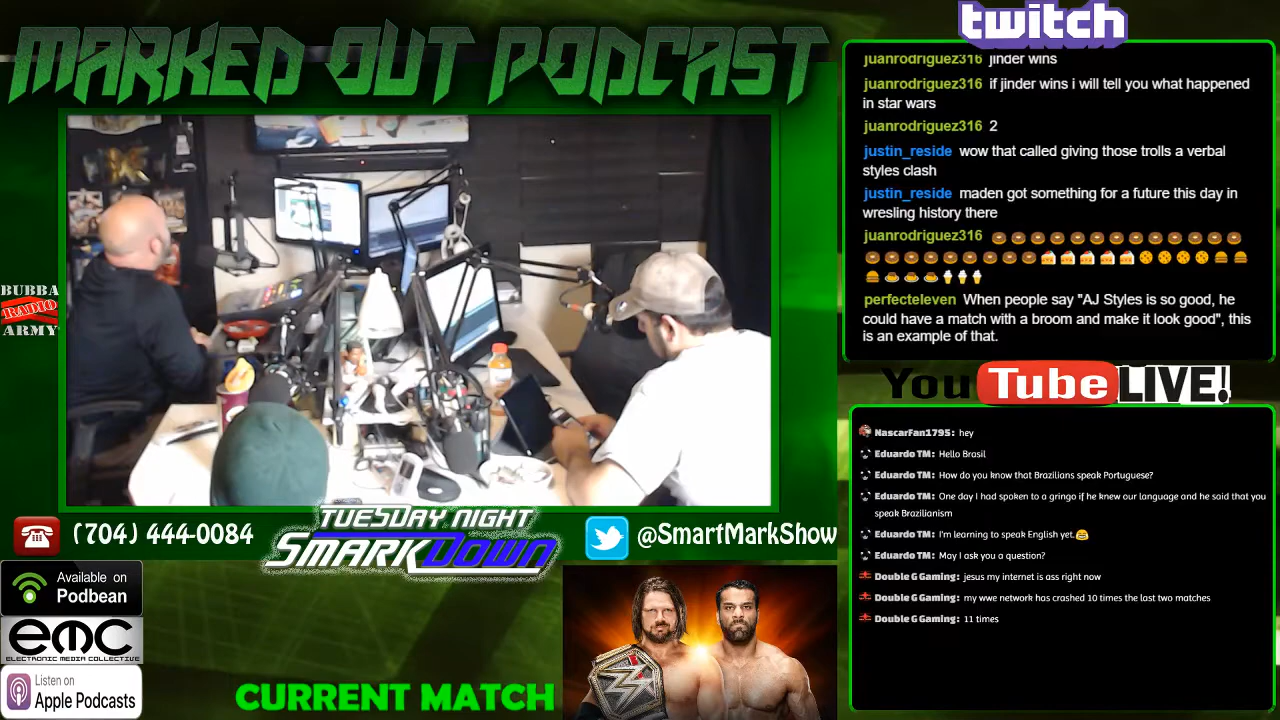 MARKED OUT PODCAST
twitch
juanrodriguez316 jinder wins
juanrodriguez316 if jinder wins i will tell you what happened
in star wars
juanrodriguez316 2
justin_reside wow that called giving those trolls a verbal
styles clash
justin_reside maden got something for a future this day in
wresling history there
juanrodriguez316
perfecteleven When people say "AJ Styles is so good, he
could have a match with a broom and make it look good", this
is an example of that.
BUBBA
RADIO
ARMY
YouTube LIVE!
NascarFan1795: hey
Eduardo TM: Hello Brasil
Eduardo TM: How do you know that Brazilians speak Portuguese?
Eduardo TM: One day I had spoken to a gringo if he knew our language and he said that you
speak Brazilianism
Eduardo TM: I'm learning to speak English yet.😂
Eduardo TM: May I ask you a question?
Double G Gaming: jesus my internet is ass right now
Double G Gaming: my wwe network has crashed 10 times the last two matches
Double G Gaming: 11 times
(704) 444-0084
TUESDAY NIGHT
SMARKDOWN
@SmartMarkShow
Available on
Podbean
emc
ELECTRONIC MEDIA COLLECTIVE
Listen on
Apple Podcasts
CURRENT MATCH